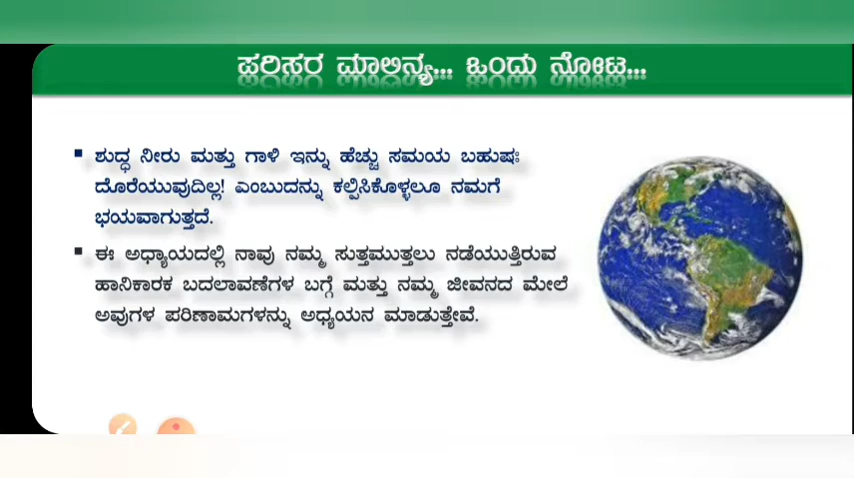 ಪರಿಸರ ಮಾಲಿನ್ಯ... ಒಂದು ನೋಟ...
ಶುದ್ಧ ನೀರು ಮತ್ತು ಗಾಳಿ ಇನ್ನು ಹೆಚ್ಚು ಸಮಯ ಬಹುಷಃ
ದೊರೆಯುವುದಿಲ್ಲ! ಎಂಬುದನ್ನು ಕಲ್ಪಿಸಿಕೊಳ್ಳಲೂ ನಮಗೆ
ಭಯವಾಗುತ್ತದೆ.
ಈ ಅಧ್ಯಾಯದಲ್ಲಿ ನಾವು ನಮ್ಮ ಸುತ್ತಮುತ್ತಲು ನಡೆಯುತ್ತಿರುವ
ಹಾನಿಕಾರಕ ಬದಲಾವಣೆಗಳ ಬಗ್ಗೆ ಮತ್ತು ನಮ್ಮ ಜೀವನದ ಮೇಲೆ
ಅವುಗಳ ಪರಿಣಾಮಗಳನ್ನು ಅಧ್ಯಯನ ಮಾಡುತ್ತೇವೆ.